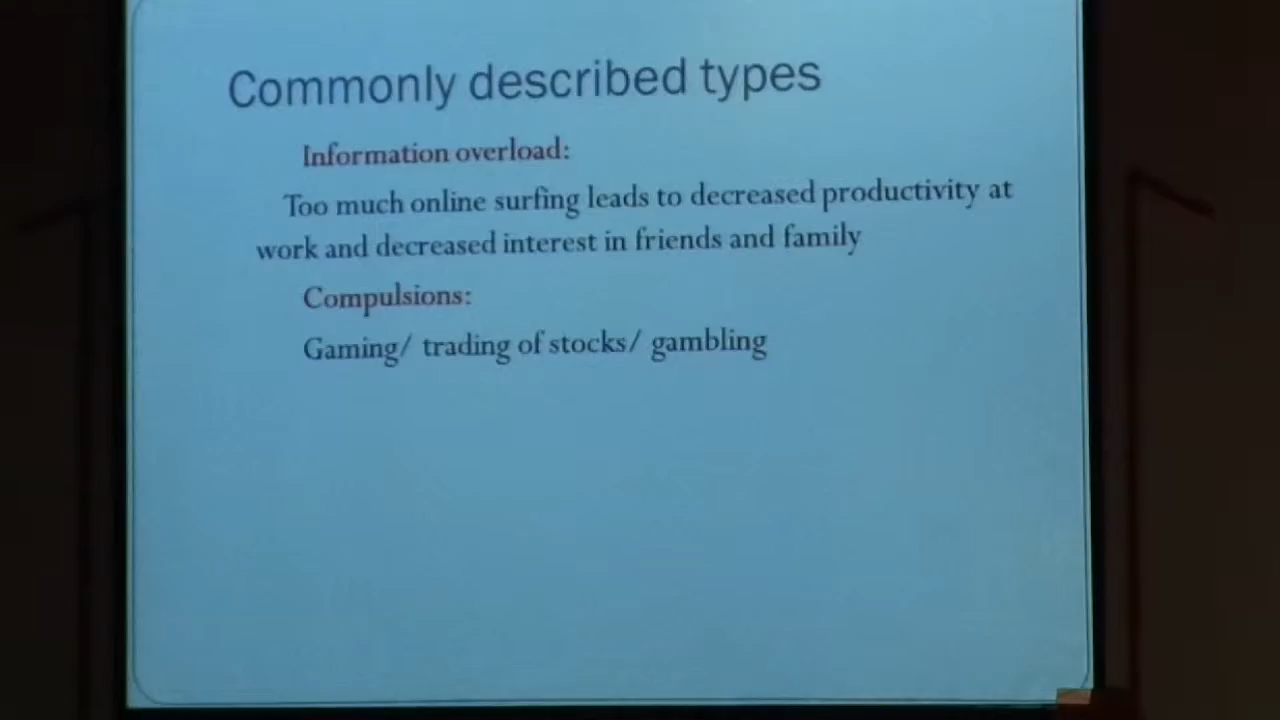 Commonly described types
Information overload:
Too much online surfing leads to decreased productivity at
work and decreased interest in friends and family
Compulsions:
Gaming/ trading of stocks/ gambling